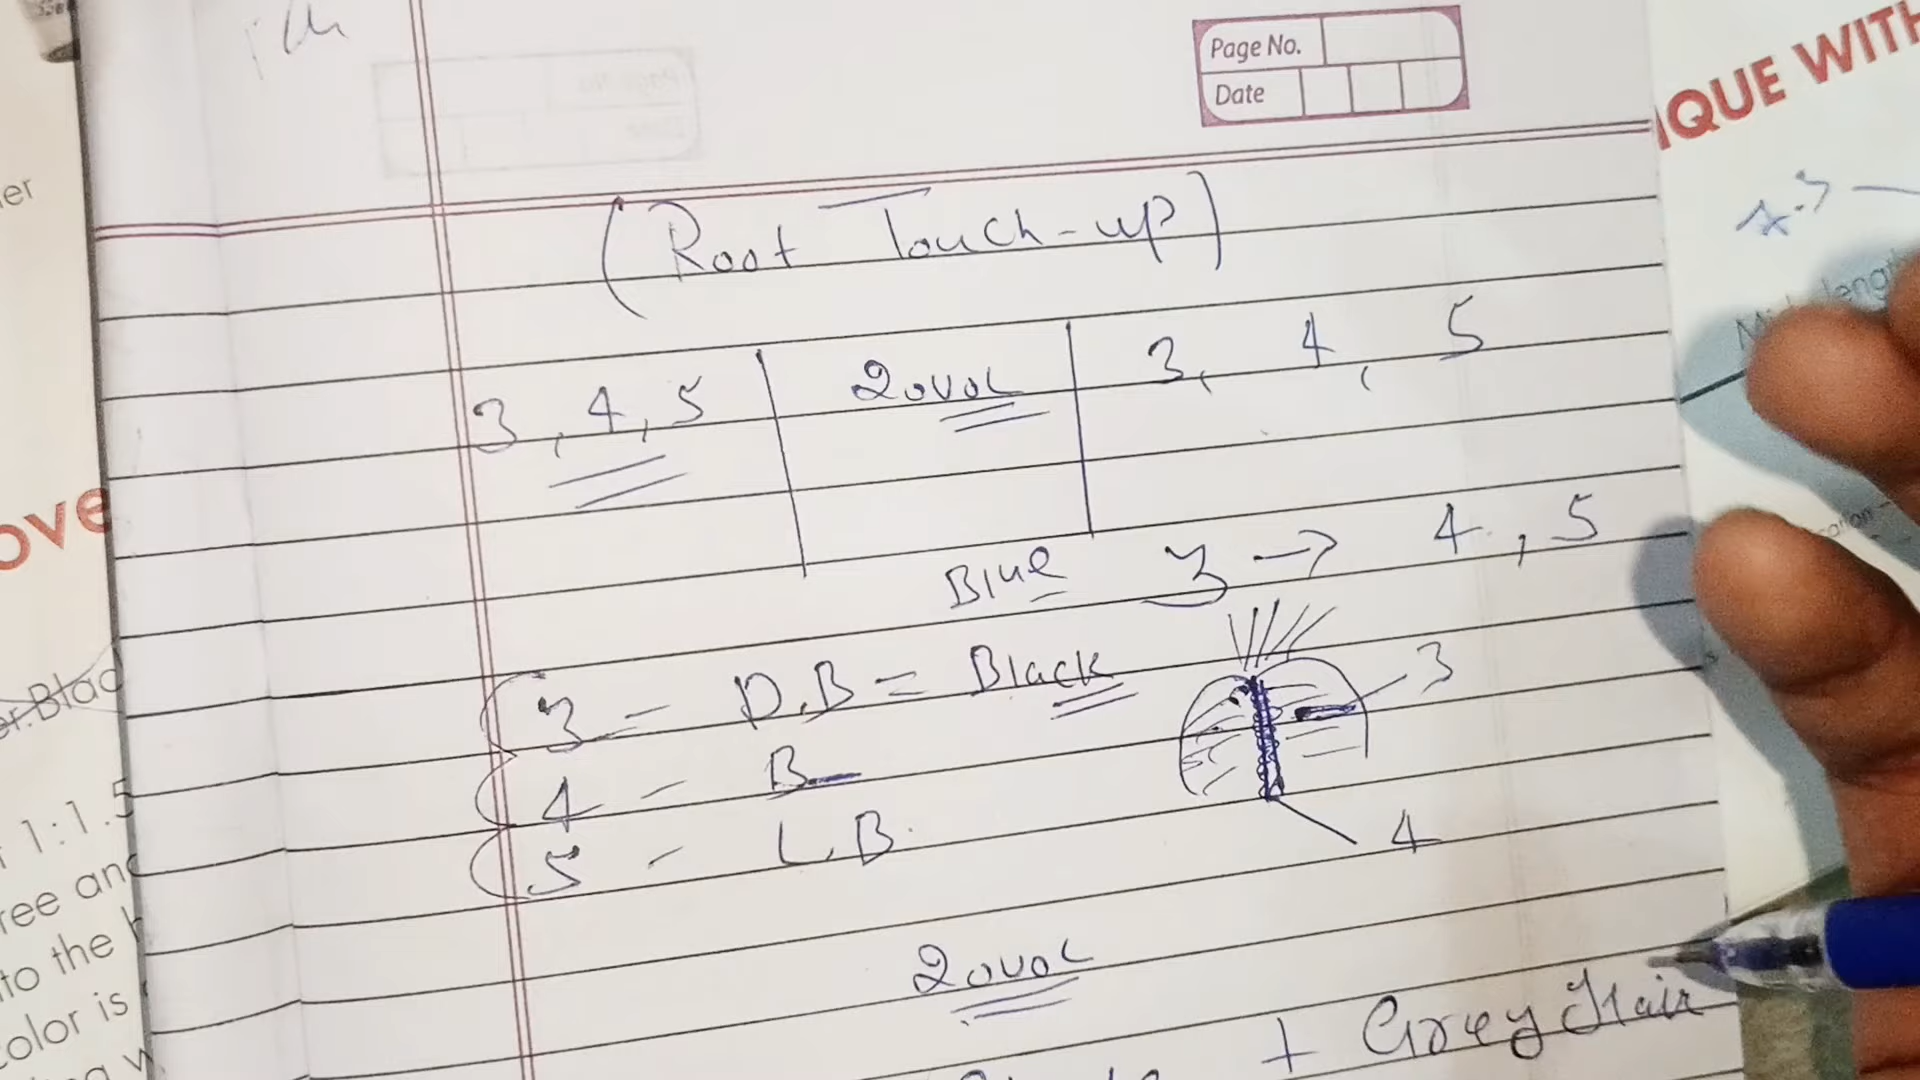 Page No.
Date
IQUE WITH
(Root Touch-up)
3, 4, 5 20VOL 3, 4, 5
Blue 3 → 4, 5
3 - D.B = Black
3
4 - B
5 - L.B.
4
20VOL
+ Grey Hair
er
ove
1:1.5
ree and
to the h
color is